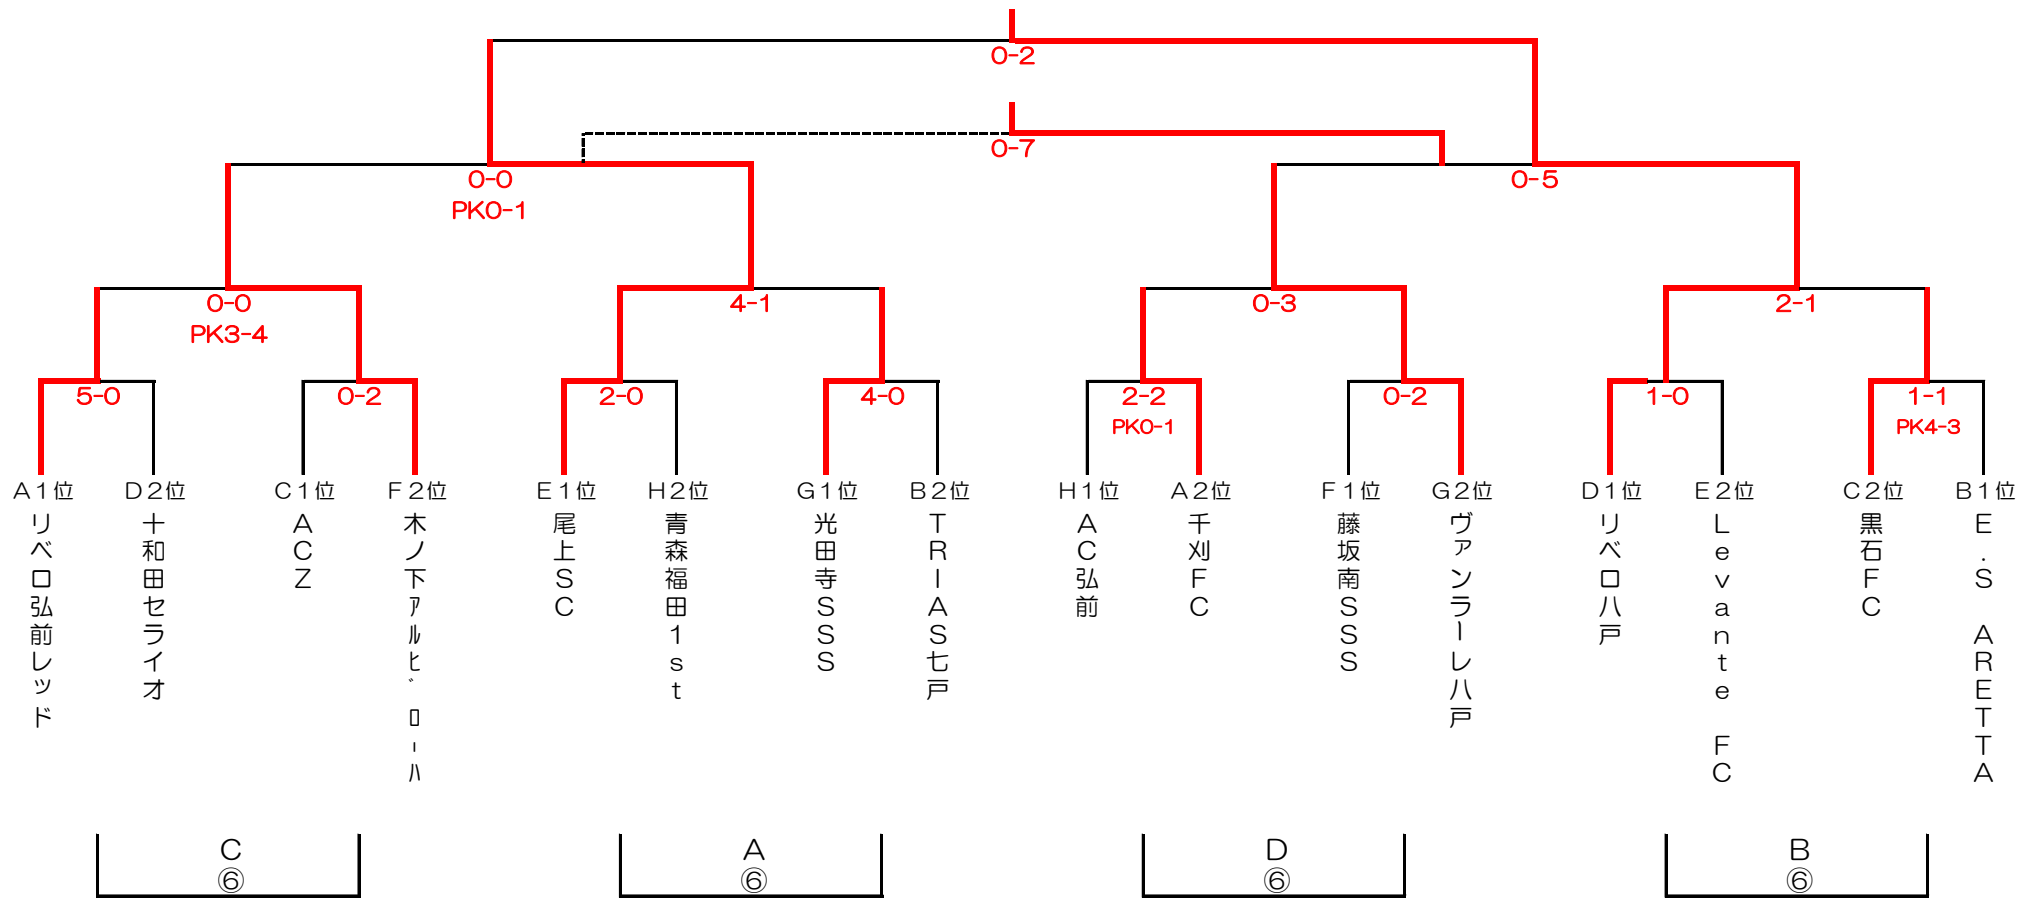 0-2
0-7
0-0
PK0-1
0-5
0-0
PK3-4
4-1
0-3
2-1
5-0
0-2
2-0
4-0
2-2
PK0-1
0-2
1-0
1-1
PK4-3
A1位
リベロ弘前レッド
D2位
十和田セライオ
C1位
ACZ
F2位
木ノ下ｱﾙﾋﾞﾛｰﾊ
E1位
尾上SC
H2位
青森福田1st
G1位
光田寺SSS
B2位
TRIAS七戸
H1位
AC弘前
A2位
千刈FC
F1位
藤坂南SSS
G2位
ヴァンラーレ八戸
D1位
リベロ八戸
E2位
Levante FC
C2位
黒石FC
B1位
E.S ARETTA
C
⑥
A
⑥
D
⑥
B
⑥